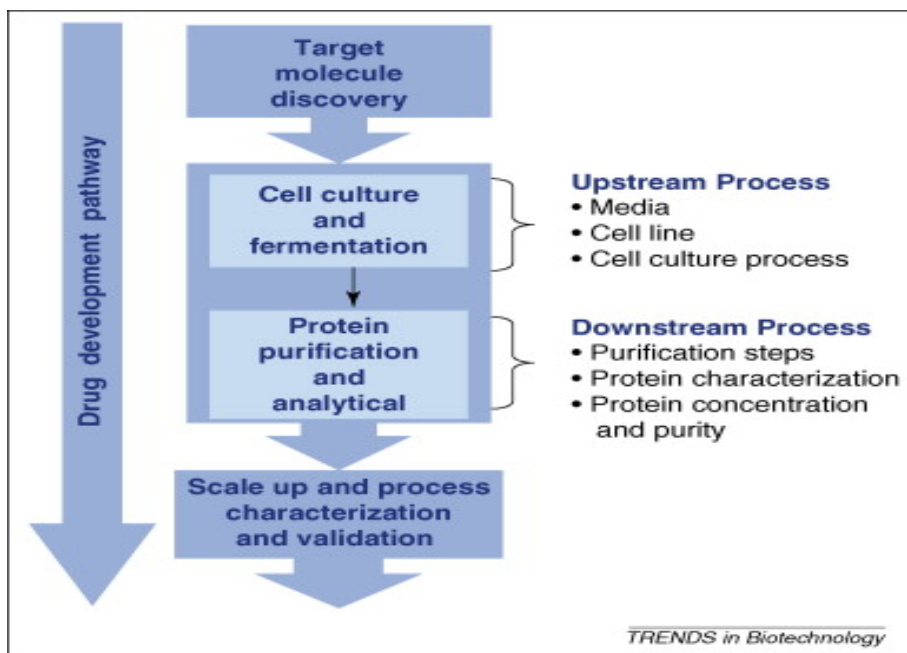 Drug development pathway
Target
molecule
discovery
Cell culture
and
fermentation
Upstream Process
• Media
• Cell line
• Cell culture process
Protein
purification
and
analytical
Downstream Process
• Purification steps
• Protein characterization
• Protein concentration
and purity
Scale up and process
characterization
and validation
TRENDS in Biotechnology